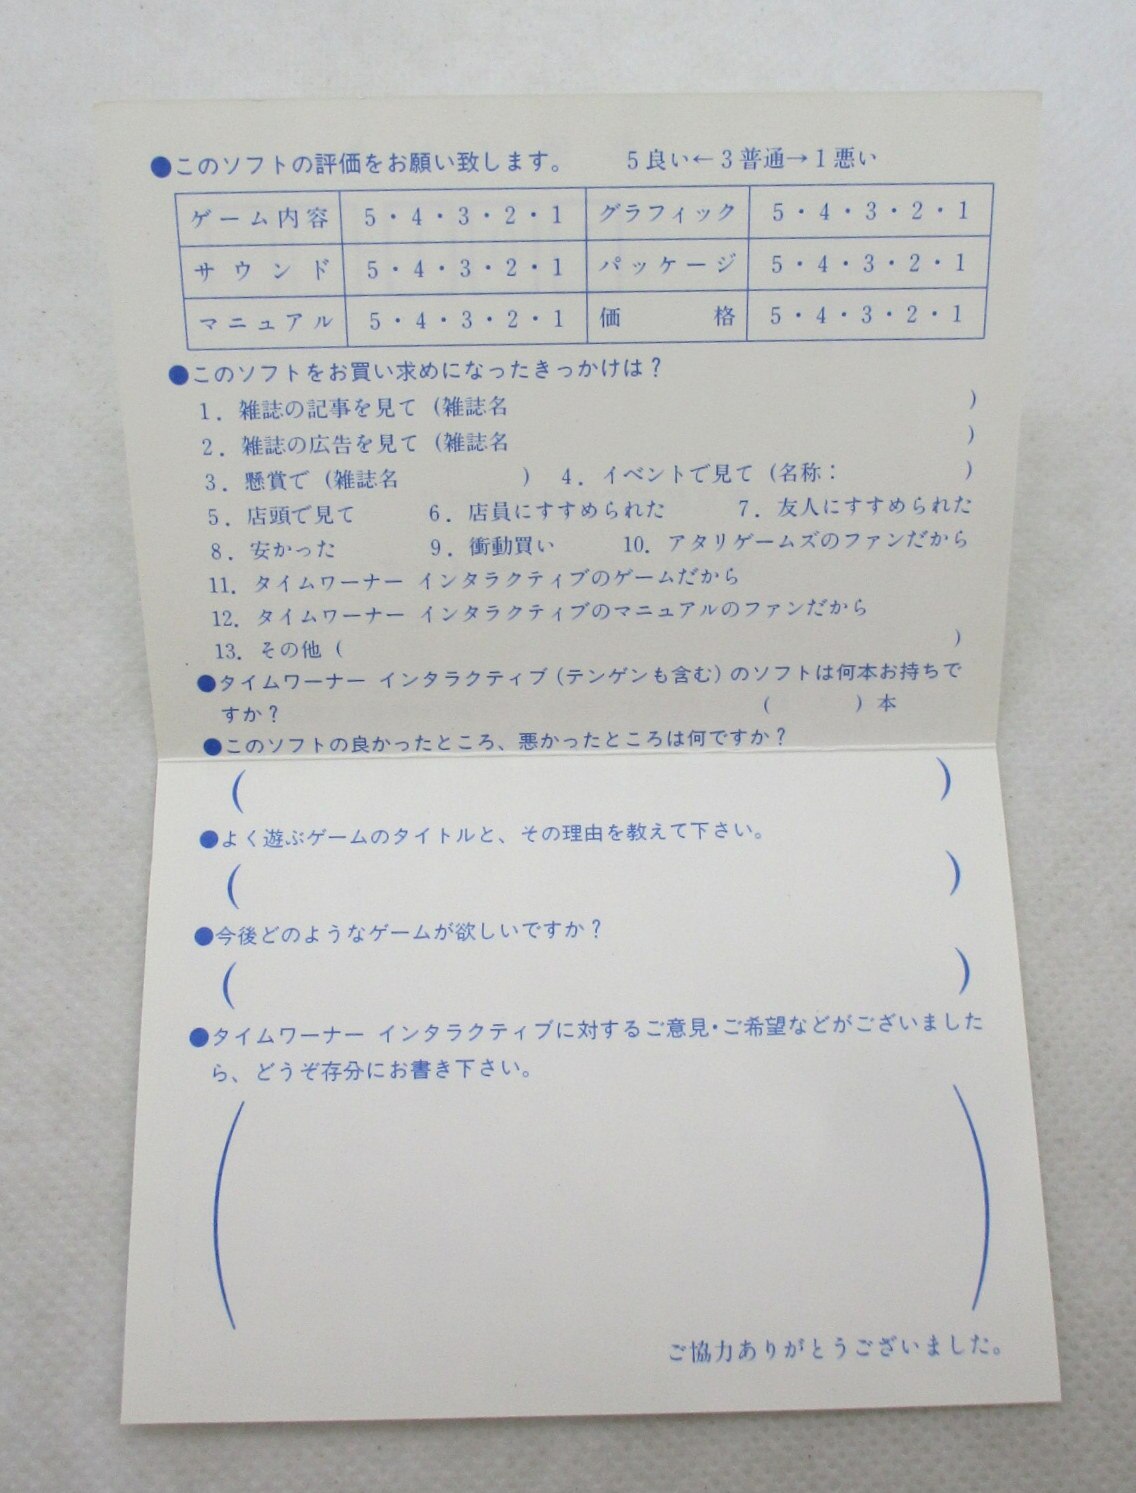 ●このソフトの評価をお願い致します。 5良い←3普通→1悪い
ゲーム内容 5・4・3・2・1 グラフィック 5・4・3・2・1
サウンド 5・4・3・2・1 パッケージ 5・4・3・2・1
マニュアル 5・4・3・2・1 価格 5・4・3・2・1
●このソフトをお買い求めになったきっかけは?
1. 雑誌の記事を見て (雑誌名 )
2. 雑誌の広告を見て (雑誌名 )
3. 懸賞で (雑誌名 ) 4. イベントで見て (名称: )
5. 店頭で見て 6. 店員にすすめられた 7. 友人にすすめられた
8. 安かった 9. 衝動買い 10. アタリゲームズのファンだから
11. タイムワーナー インタラクティブのゲームだから
12. タイムワーナー インタラクティブのマニュアルのファンだから
13. その他 ( )
●タイムワーナー インタラクティブ(テンゲンも含む)のソフトは何本お持ちで
すか? ( ) 本
●このソフトの良かったところ、悪かったところは何ですか?
( )
●よく遊ぶゲームのタイトルと、その理由を教えて下さい。
( )
●今後どのようなゲームが欲しいですか?
( )
●タイムワーナー インタラクティブに対するご意見・ご希望などがございました
ら、どうぞ存分にお書き下さい。
( )
ご協力ありがとうございました。